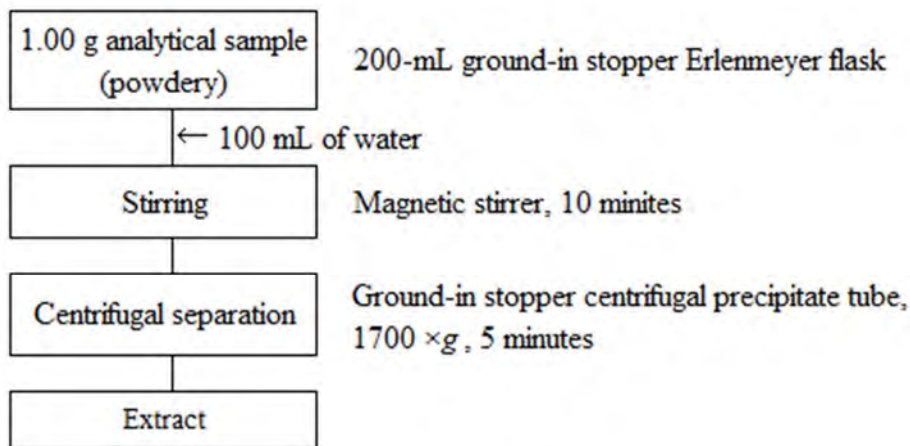 1.00 g analytical sample
(powdery)
200-mL ground-in stopper Erlenmeyer flask
← 100 mL of water
Stirring
Magnetic stirrer, 10 minites
Centrifugal separation
Ground-in stopper centrifugal precipitate tube,
1700 ×g , 5 minutes
Extract